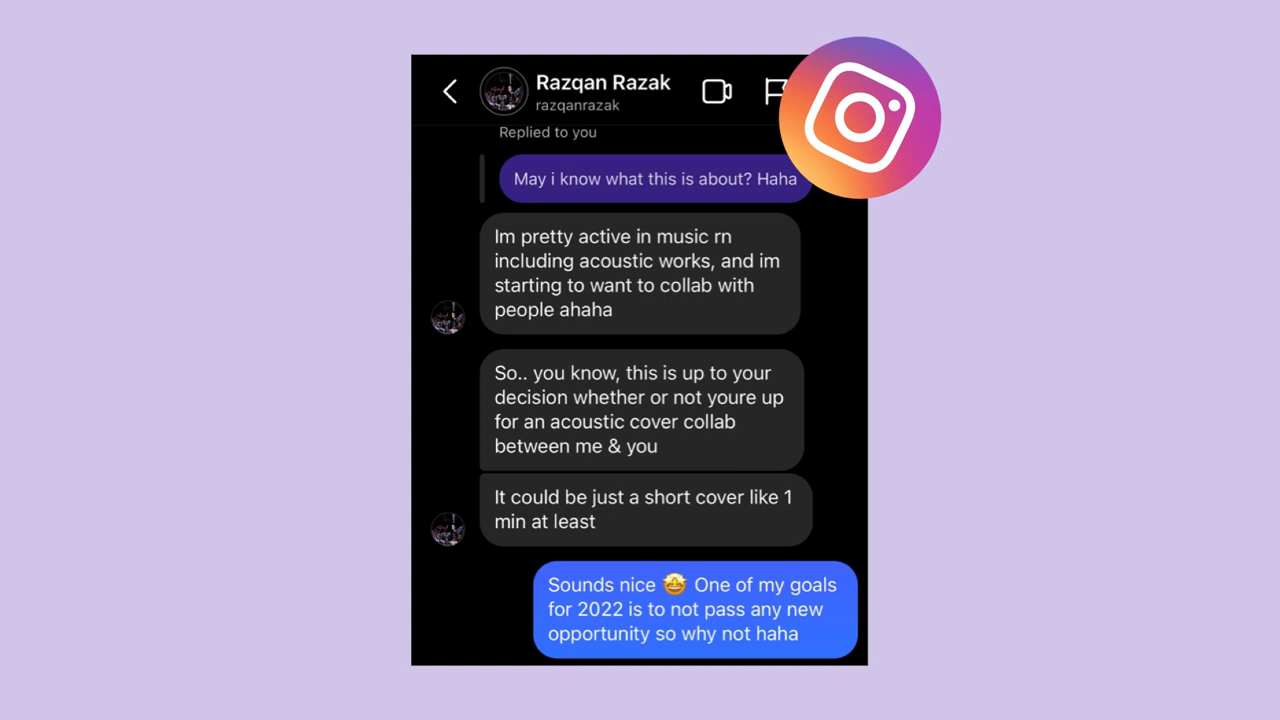 Razqan Razak
razqanrazak
Replied to you
May i know what this is about? Haha
Im pretty active in music rn
including acoustic works, and im
starting to want to collab with
people ahaha
So.. you know, this is up to your
decision whether or not youre up
for an acoustic cover collab
between me & you
It could be just a short cover like 1
min at least
Sounds nice 🤩 One of my goals
for 2022 is to not pass any new
opportunity so why not haha